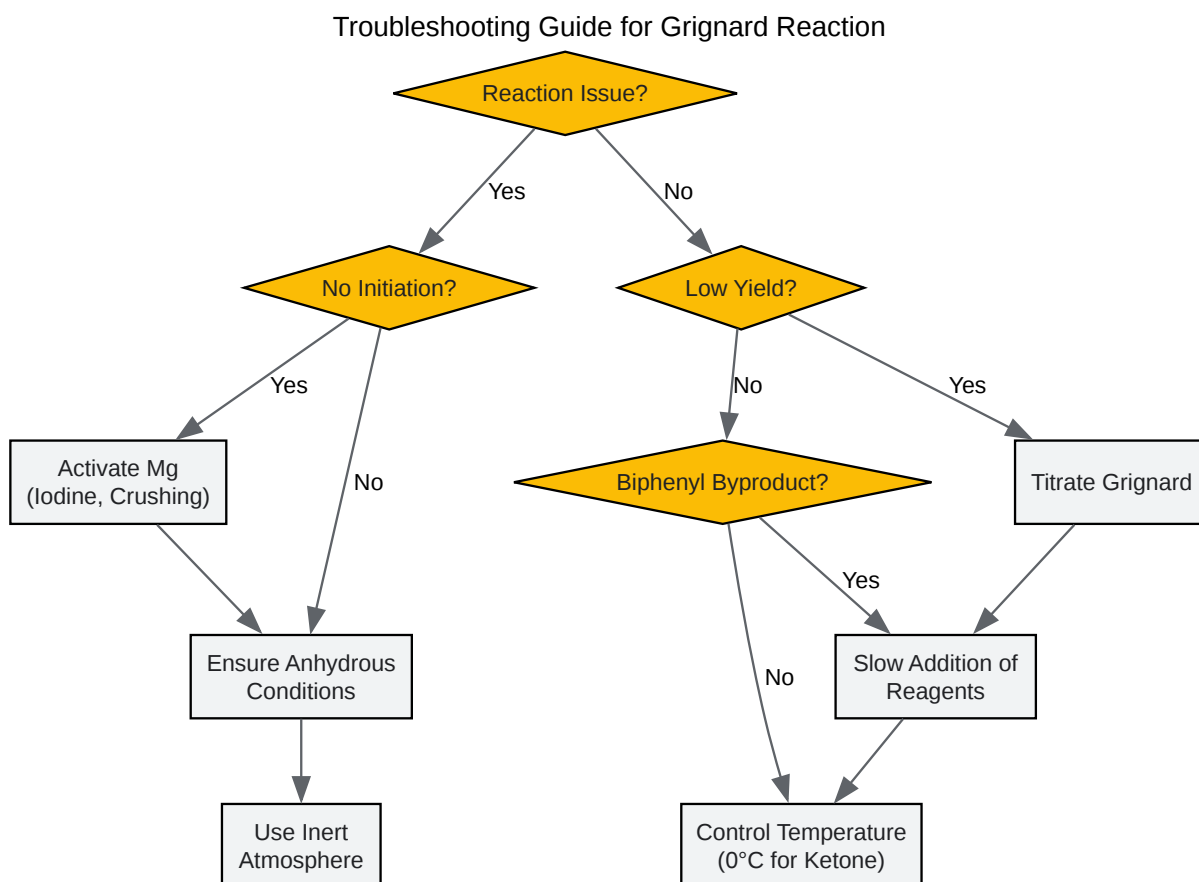 Troubleshooting Guide for Grignard Reaction
Reaction Issue?
Yes
No
No Initiation?
Low Yield?
Yes
No
Yes
Activate Mg
(Iodine, Crushing)
No
Biphenyl Byproduct?
Titrate Grignard
Yes
Ensure Anhydrous
Conditions
No
Slow Addition of
Reagents
Use Inert
Atmosphere
Control Temperature
(0°C for Ketone)